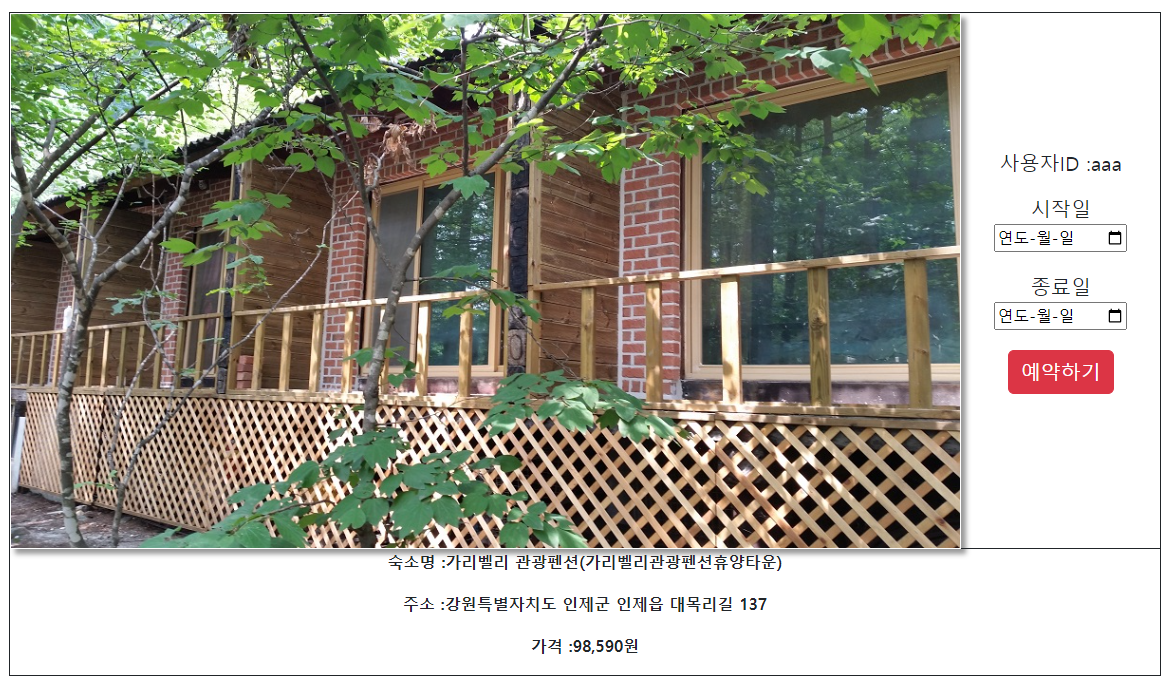 사용자ID :aaa
시작일
연도-월-일
종료일
연도-월-일
예약하기
숙소명 :가리벨리 관광펜션(가리벨리관광펜션휴양타운)
주소 :강원특별자치도 인제군 인제읍 대목리길 137
가격 :98,590원